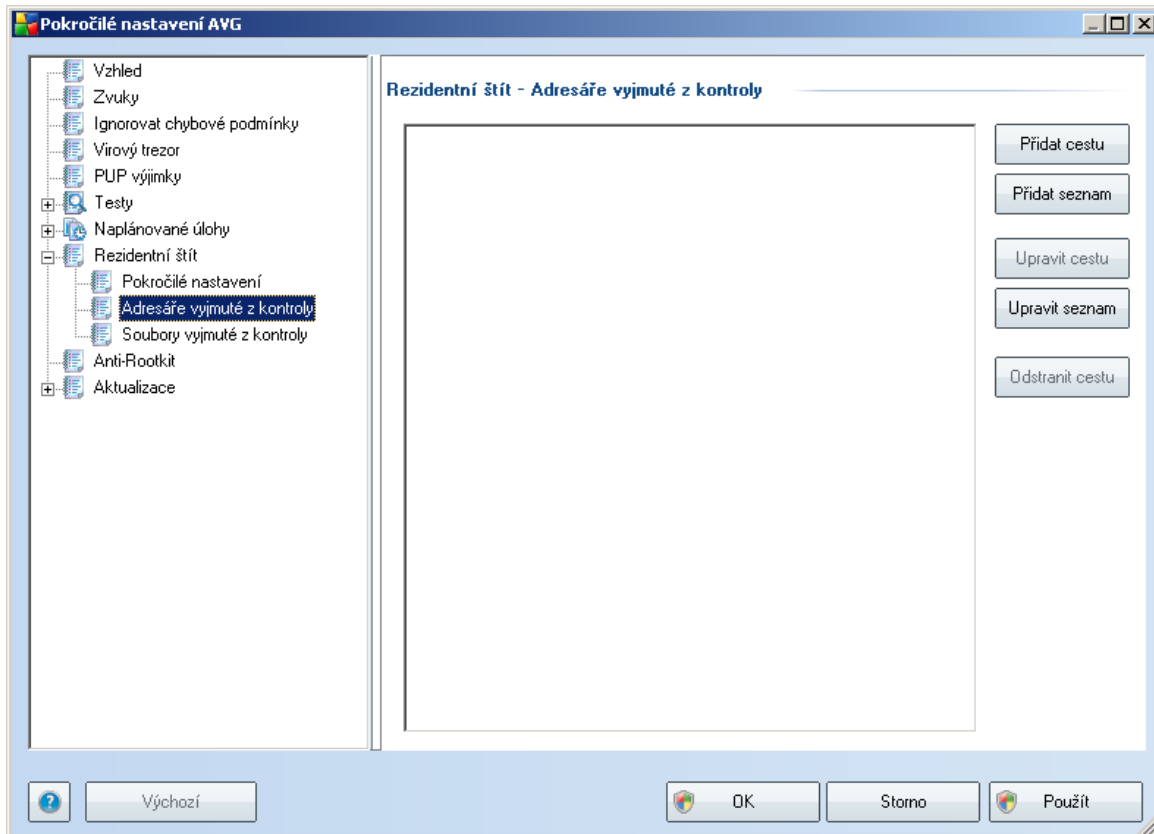 Pokročilé nastavení AVG
Vzhled
Zvuky
Ignorovat chybové podmínky
Virový trezor
PUP výjimky
Testy
Naplánované úlohy
Rezidentní štít
Pokročilé nastavení
Adresáře vyjmuté z kontroly
Soubory vyjmuté z kontroly
Anti-Rootkit
Aktualizace
Rezidentní štít - Adresáře vyjmuté z kontroly
Přidat cestu
Přidat seznam
Upravit cestu
Upravit seznam
Odstranit cestu
Výchozí
OK
Storno
Použít